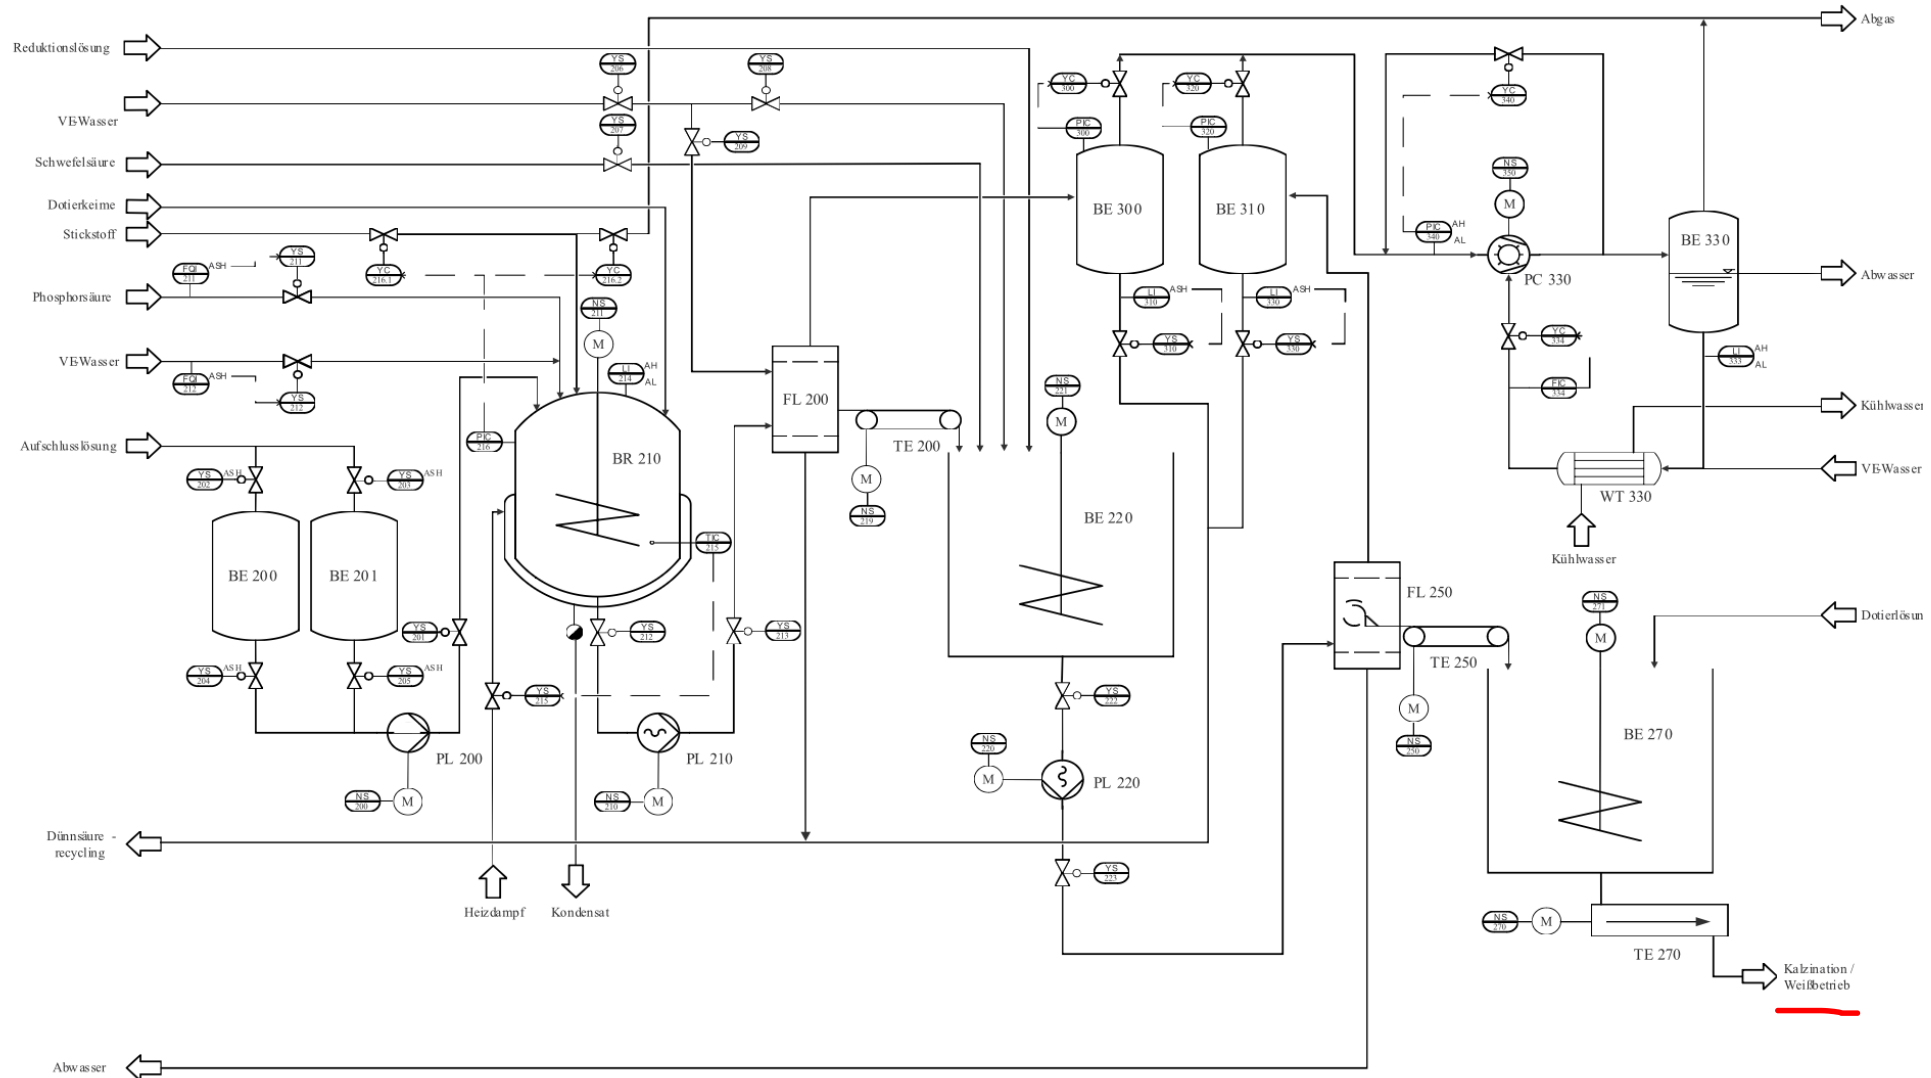 Abgas
Reduktionslösung
YS
206
YS
208
YC
300
YC
320
YC
340
VE-Wasser
YS
207
YS
209
PIC
300
PIC
320
Schwefelsäure
NS
350
M
Dotierkeime
BE 300
BE 310
Stickstoff
PIC
340
AH
AL
BE 330
YS
211
FQI
211
ASH
YC
216.1
YC
216.2
PC 330
Abwasser
Phosphorsäure
NS
211
M
LI
310
ASH
LI
330
ASH
YS
310
YS
330
YC
334
LI
333
AH
AL
VE-Wasser
FQI
212
ASH
YS
212
LI
214
AH
AL
FIC
334
FL 200
NS
221
M
Kühlwasser
Aufschlusslösung
PIC
216
BR 210
TE 200
YS
202
ASH
YS
203
ASH
M
NS
219
VE-Wasser
WT 330
BE 220
TIC
215
Kühlwasser
BE 200
BE 201
FL 250
NS
271
M
Dotierlösun
YS
201
YS
212
YS
213
TE 250
YS
204
ASH
YS
205
ASH
YS
215
YS
222
M
NS
250
BE 270
PL 200
PL 210
NS
220
M
PL 220
NS
200
M
NS
210
M
Dünnsäure -
recycling
YS
223
Heizdampf
Kondensat
NS
270
M
TE 270
Kalzination /
Weißbetrieb
Abwasser